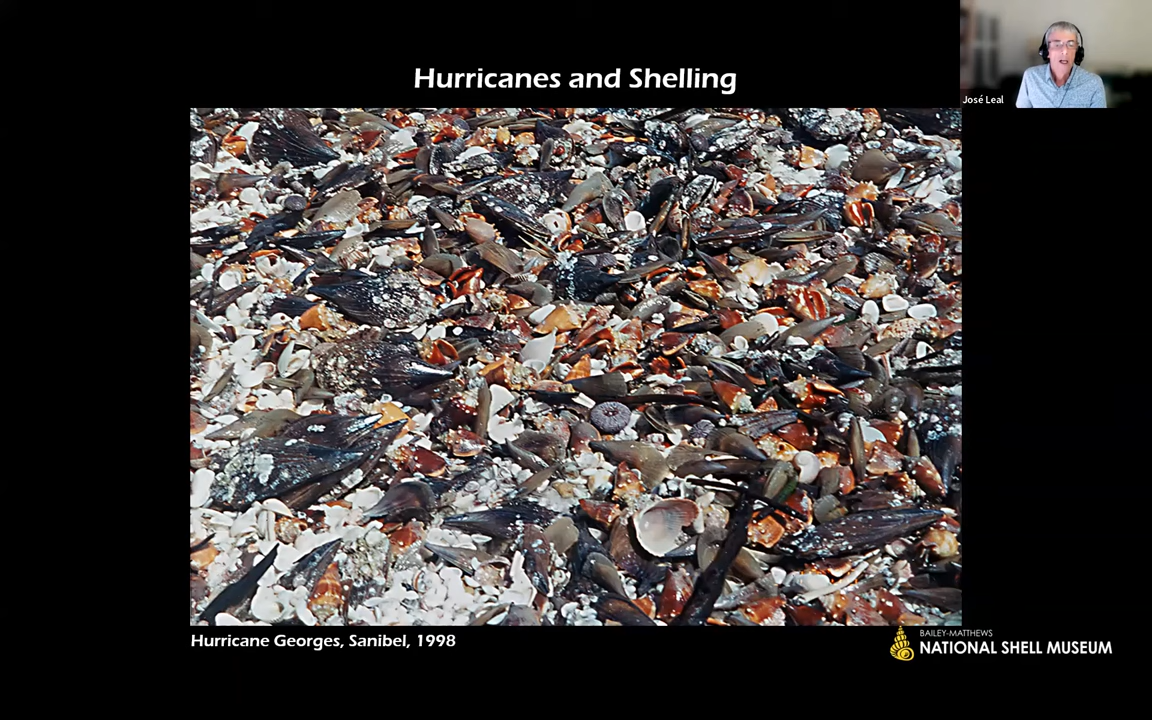 Hurricanes and Shelling
José Leal
Hurricane Georges, Sanibel, 1998
BAILEY-MATTHEWS
NATIONAL SHELL MUSEUM